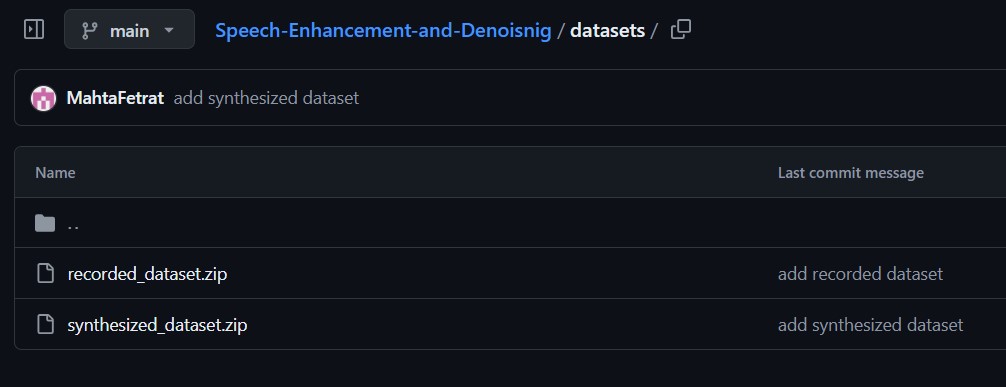 main Speech-Enhancement-and-Denoisnig / datasets /
MahtaFetrat add synthesized dataset
Name Last commit message
..
recorded_dataset.zip add recorded dataset
synthesized_dataset.zip add synthesized dataset